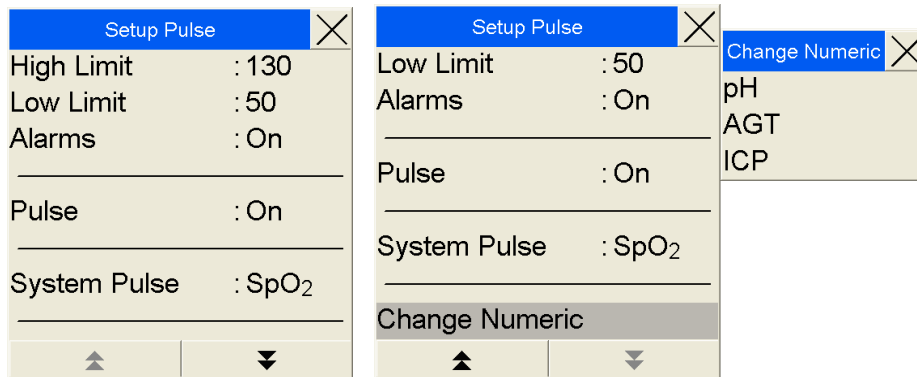 Setup Pulse
High Limit : 130
Low Limit : 50
Alarms : On
Pulse : On
System Pulse : SpO₂
Setup Pulse
Low Limit : 50
Alarms : On
Pulse : On
System Pulse : SpO₂
Change Numeric
Change Numeric
pH
AGT
ICP